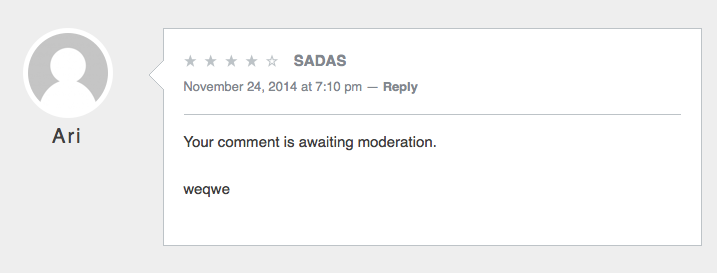 ★ ★ ★ ★ ☆ SADAS
November 24, 2014 at 7:10 pm — Reply
Ari
Your comment is awaiting moderation.
weqwe